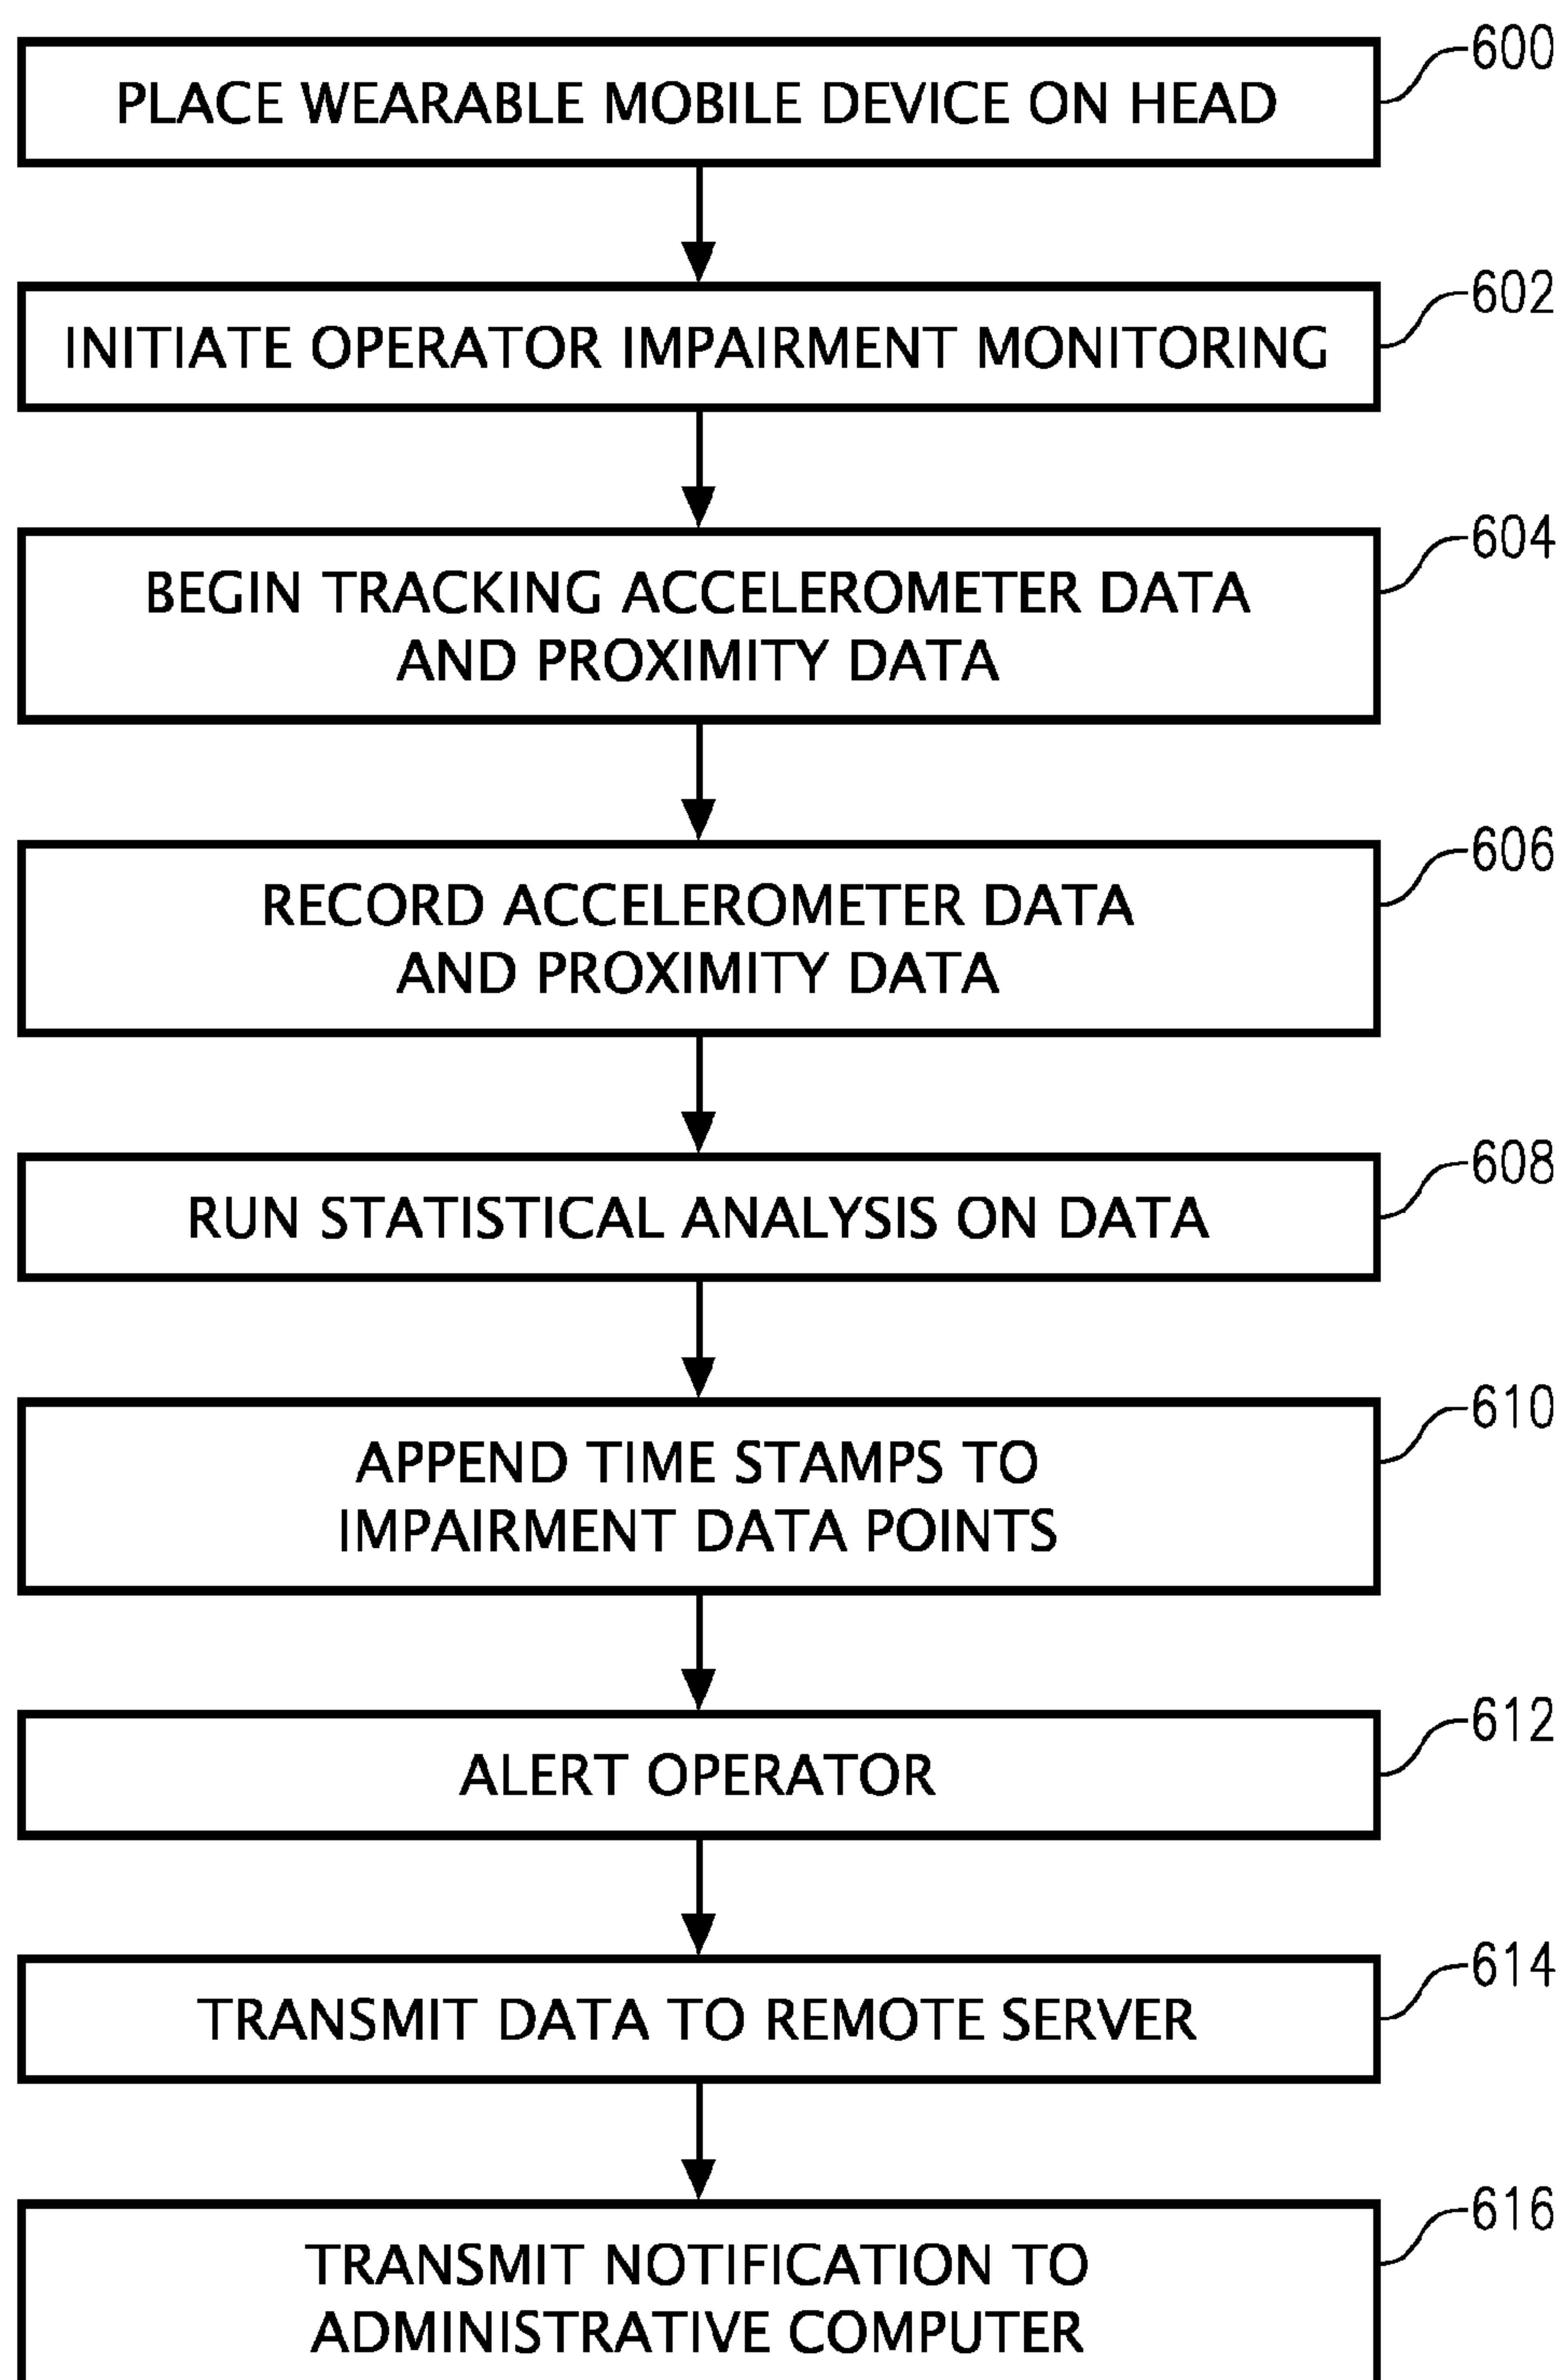 600
PLACE WEARABLE MOBILE DEVICE ON HEAD
602
INITIATE OPERATOR IMPAIRMENT MONITORING
604
BEGIN TRACKING ACCELEROMETER DATA
AND PROXIMITY DATA
606
RECORD ACCELEROMETER DATA
AND PROXIMITY DATA
608
RUN STATISTICAL ANALYSIS ON DATA
610
APPEND TIME STAMPS TO
IMPAIRMENT DATA POINTS
612
ALERT OPERATOR
614
TRANSMIT DATA TO REMOTE SERVER
616
TRANSMIT NOTIFICATION TO
ADMINISTRATIVE COMPUTER